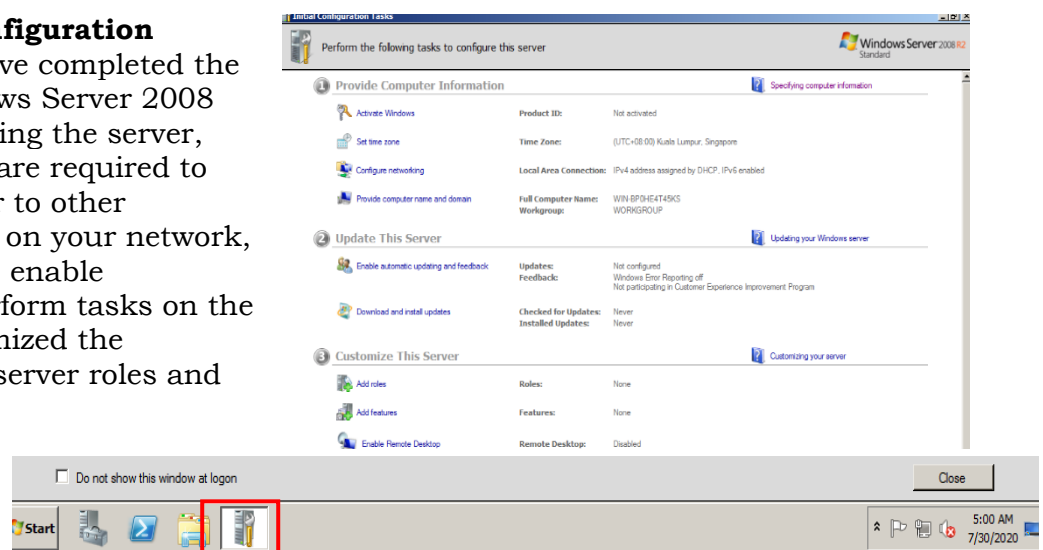 nfiguration
ve completed the
ws Server 2008
ing the server,
are required to
r to other
on your network,
enable
form tasks on the
nized the
server roles and
Initial Configuration Tasks
Perform the following tasks to configure this server
Windows Server 2008 R2
Standard
1 Provide Computer Information
Specifying computer information
Activate Windows Product ID: Not activated
Set time zone Time Zone: (UTC+08:00) Kuala Lumpur, Singapore
Configure networking Local Area Connection: IPv4 address assigned by DHCP, IPv6 enabled
Provide computer name and domain Full Computer Name: WIN-BP0HE4T45KS
Workgroup: WORKGROUP
2 Update This Server
Updating your Windows server
Enable automatic updating and feedback Updates: Not configured
Feedback: Windows Error Reporting off
Not participating in Customer Experience Improvement Program
Download and install updates Checked for Updates: Never
Installed Updates: Never
3 Customize This Server
Customizing your server
Add roles Roles: None
Add features Features: None
Enable Remote Desktop Remote Desktop: Disabled
Do not show this window at logon Close
Start
5:00 AM
7/30/2020